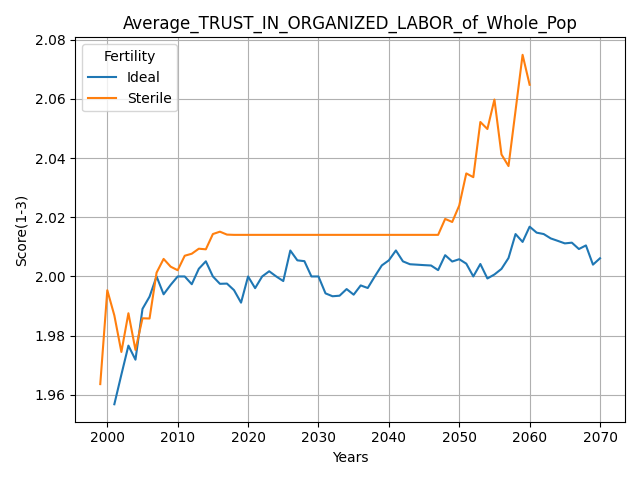 Average_TRUST_IN_ORGANIZED_LABOR_of_Whole_Pop
Fertility
Ideal
Sterile
Score(1-3)
2.08
2.06
2.04
2.02
2.00
1.98
1.96
2000 2010 2020 2030 2040 2050 2060 2070
Years